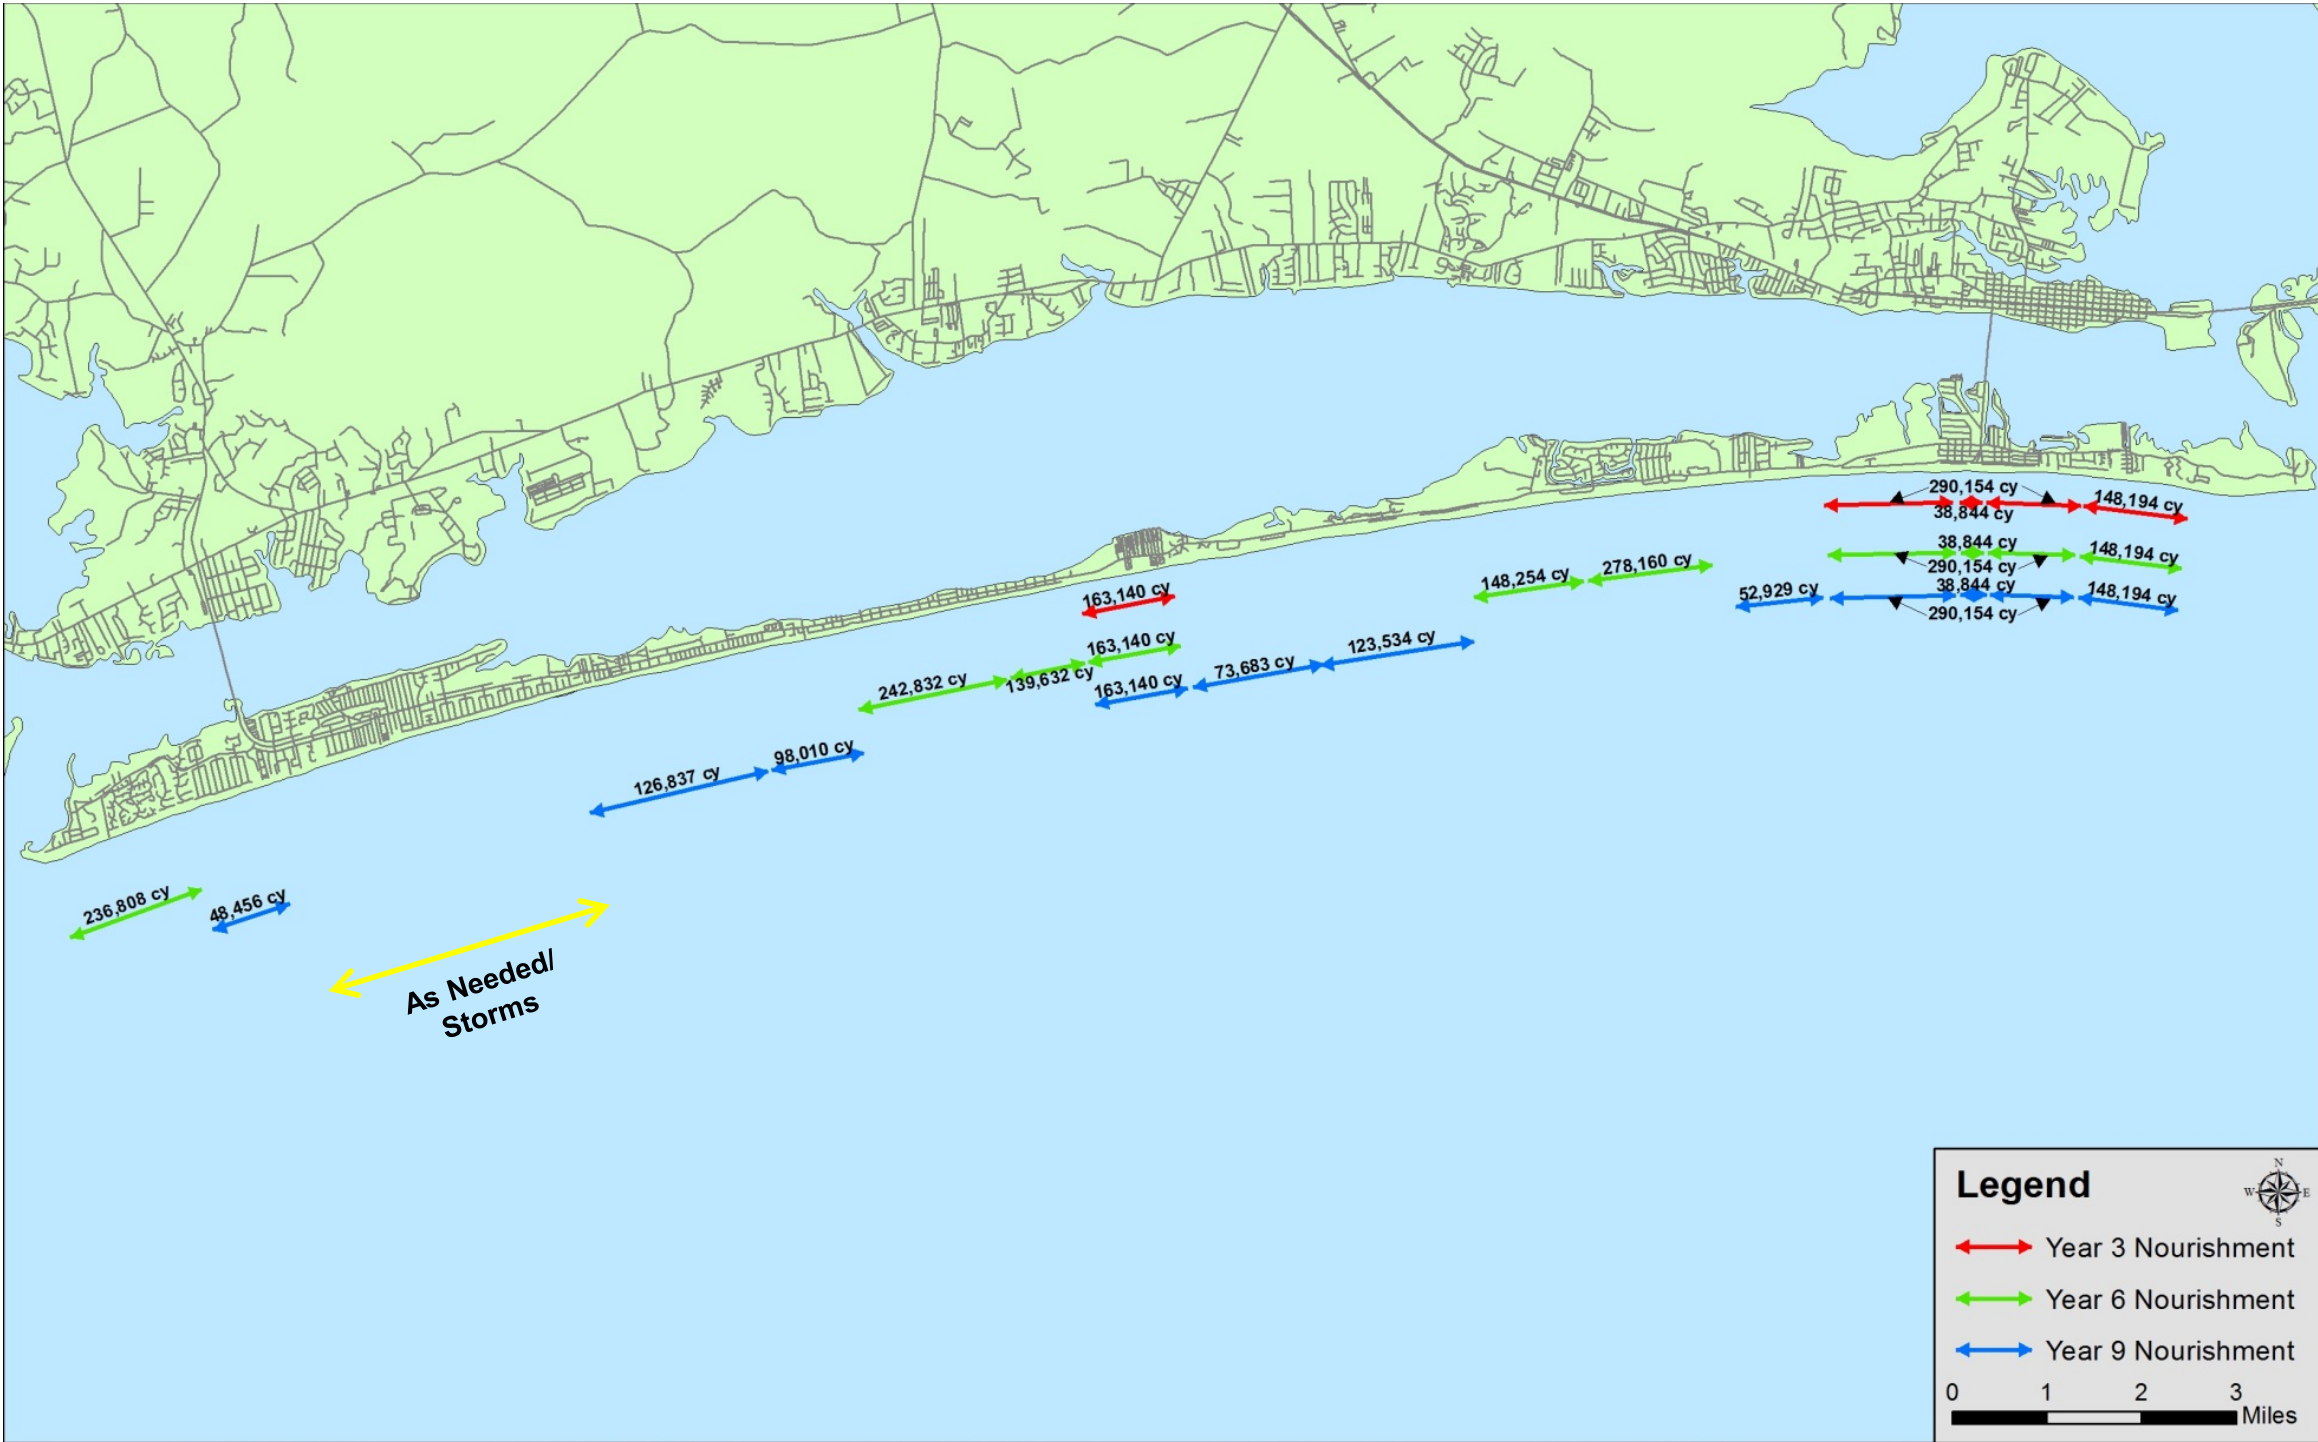 290,154 cy
148,194 cy
38,844 cy
38,844 cy
148,194 cy
290,154 cy
278,160 cy
148,254 cy
38,844 cy
52,929 cy
148,194 cy
290,154 cy
163,140 cy
163,140 cy
123,534 cy
73,683 cy
139,632 cy
242,832 cy
163,140 cy
98,010 cy
126,837 cy
236,808 cy
48,456 cy
As Needed/
Storms
Legend
N
W E
S
Year 3 Nourishment
Year 6 Nourishment
Year 9 Nourishment
0 1 2 3
Miles